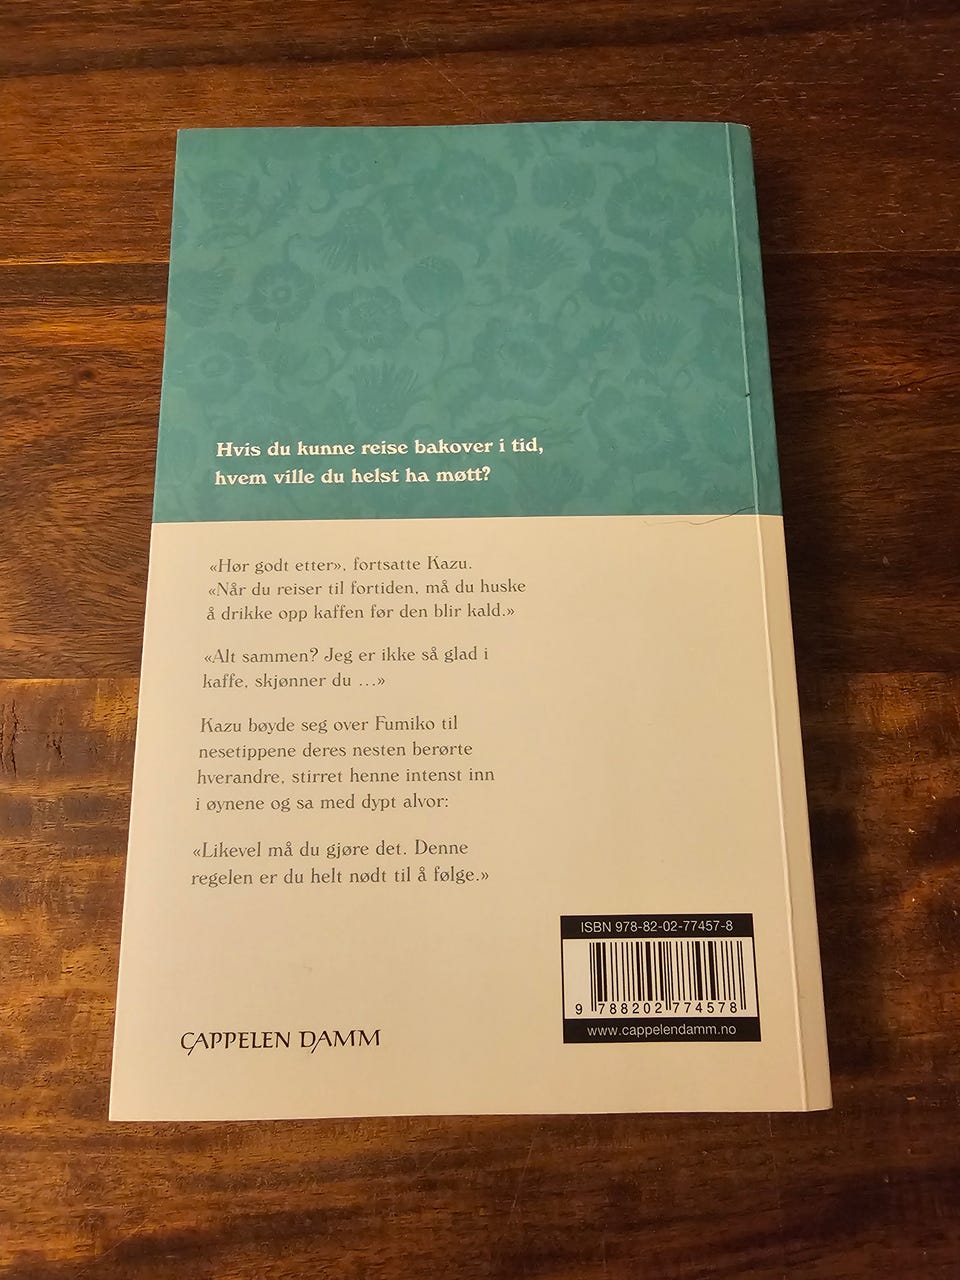 Hvis du kunne reise bakover i tid,
hvem ville du helst ha møtt?
«Hør godt etter», fortsatte Kazu.
«Når du reiser til fortiden, må du huske
å drikke opp kaffen før den blir kald.»
«Alt sammen? Jeg er ikke så glad i
kaffe, skjønner du …»
Kazu bøyde seg over Fumiko til
nesetippene deres nesten berørte
hverandre, stirret henne intenst inn
i øynene og sa med dypt alvor:
«Likevel må du gjøre det. Denne
regelen er du helt nødt til å følge.»
ISBN 978-82-02-77457-8
9 788202 774578
www.cappelendamm.no
CAPPELEN DAMM